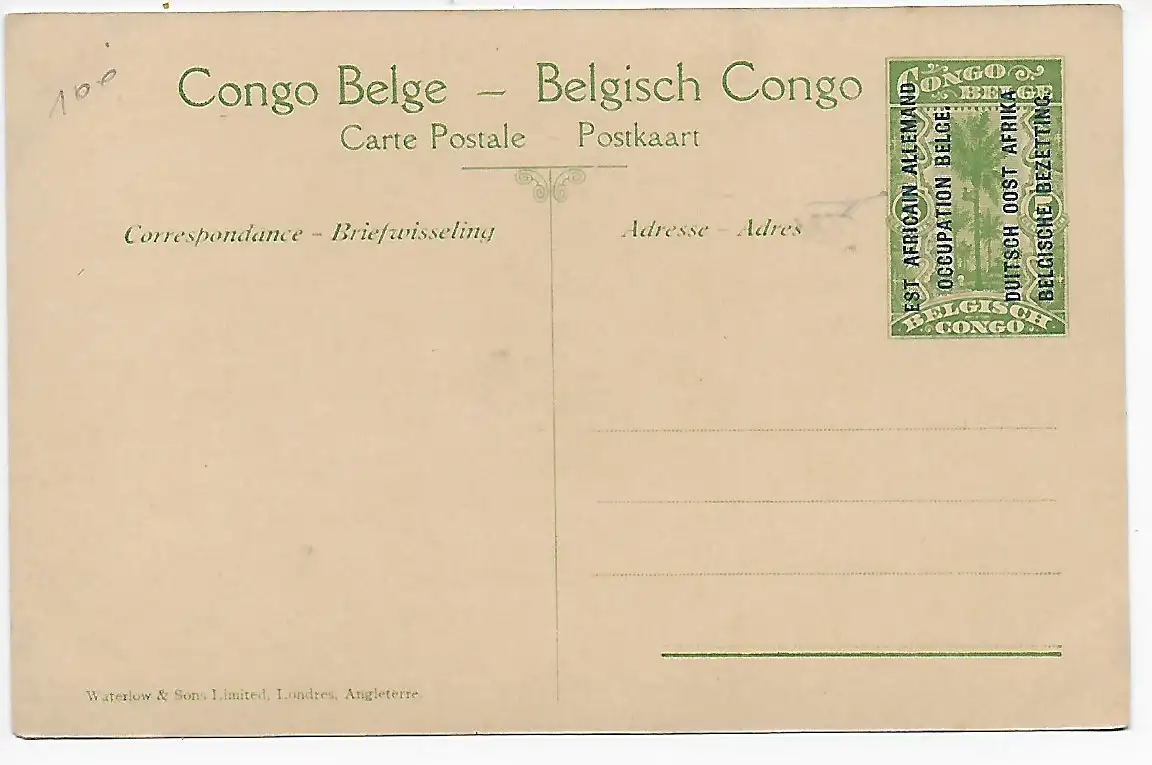 100
Congo Belge – Belgisch Congo
Carte Postale Postkaart
Correspondance – Briefwisseling
Adresse – Adres
CONGO
BELGE
EST AFRICAIN ALLEMAND
OCCUPATION BELGE.
DUITSCH OOST AFRIKA
BELGISCHE BEZETTING.
BELGISCH
CONGO
Waterlow & Sons Limited, Londres, Angleterre.